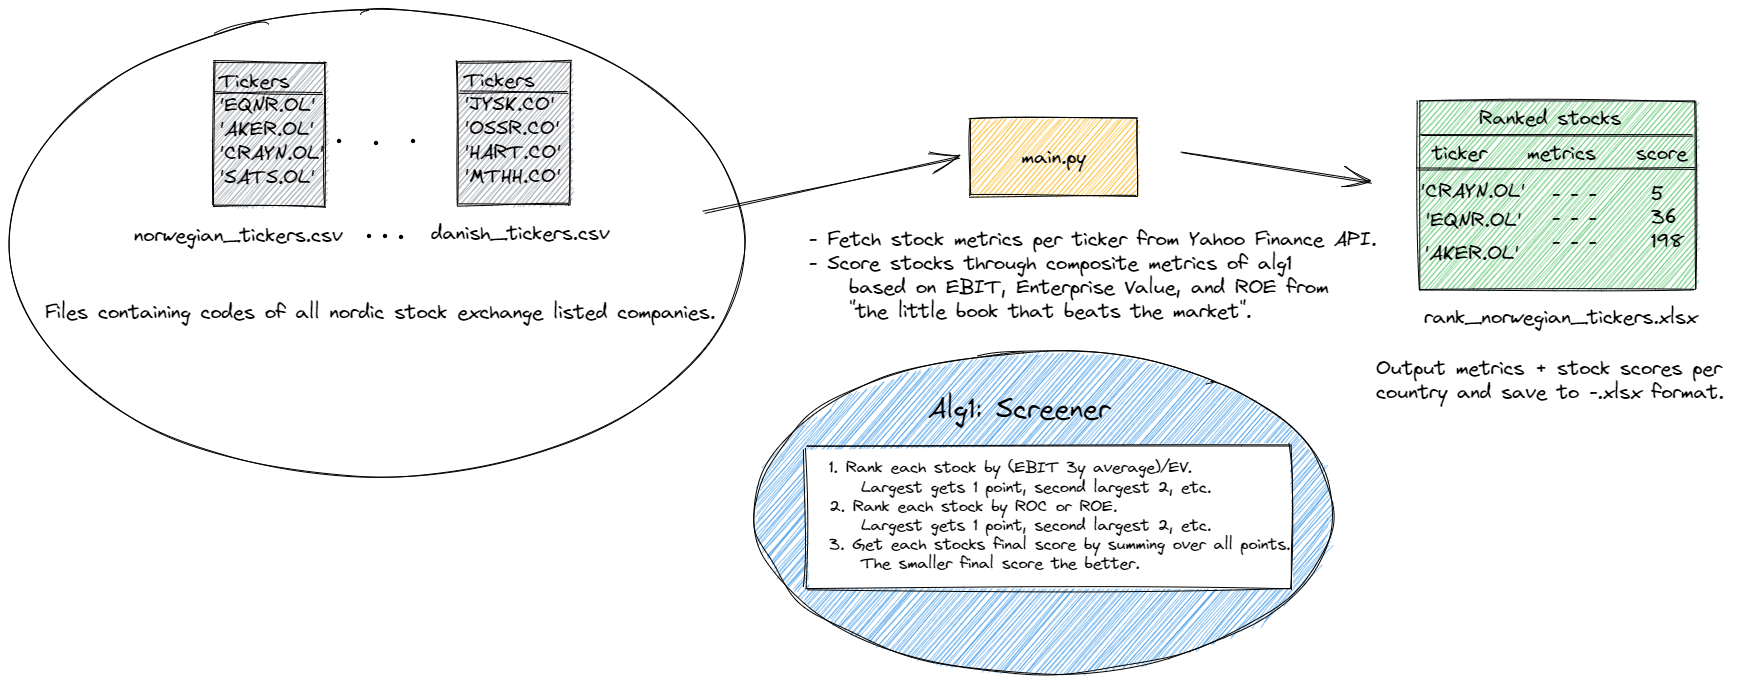 Tickers
'EQNR.OL'
'AKER.OL'
'CRAYN.OL'
'SATS.OL'
norwegian_tickers.csv
. . .
Tickers
'JYSK.CO'
'OSSR.CO'
'HART.CO'
'MTHH.CO'
. . .
danish_tickers.csv
Files containing codes of all nordic stock exchange listed companies.
main.py
- Fetch stock metrics per ticker from Yahoo Finance API.
- Score stocks through composite metrics of alg1
based on EBIT, Enterprise Value, and ROE from
"the little book that beats the market".
Alg1: Screener
1. Rank each stock by (EBIT 3y average)/EV.
Largest gets 1 point, second largest 2, etc.
2. Rank each stock by ROC or ROE.
Largest gets 1 point, second largest 2, etc.
3. Get each stocks final score by summing over all points.
The smaller final score the better.
Ranked stocks
ticker metrics score
'CRAYN.OL' - - - 5
'EQNR.OL' - - - 36
'AKER.OL' - - - 198
rank_norwegian_tickers.xlsx
Output metrics + stock scores per
country and save to -.xlsx format.